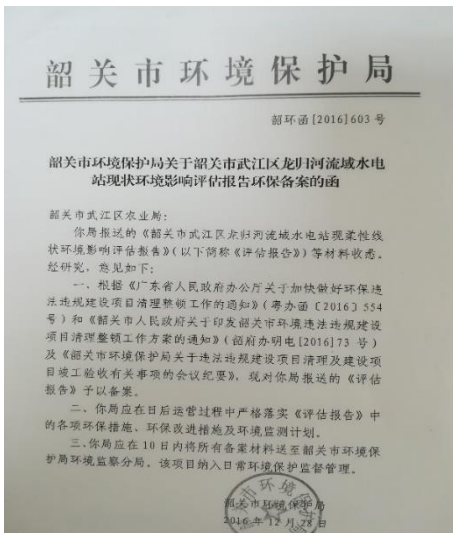 韶关市环境保护局
韶环函[2016]603 号
韶关市环境保护局关于韶关市武江区龙归河流域水电
站现状环境影响评估报告环保备案的函
韶关市武江区农业局:
你局报送的《韶关市武江区龙归河流域水电站现柔性线
状环境影响评估报告》(以下简称《评估报告》)等材料收悉。
经研究,意见如下:
一、根据《广东省人民政府办公厅关于加快做好环保违
法违规建设项目清理整顿工作的通知》(粤办函〔2016〕554
号)和《韶关市人民政府关于印发韶关市环境违法违规建设
项目清理整顿工作方案的通知》(韶府办明电[2016]73 号)
及《韶关市环境保护局关于违法违规建设项目清理及建设项
目竣工验收有关事项的会议纪要》,现对你局报送的《评估
报告》予以备案。
二、你局应在日后运营过程中严格落实《评估报告》中
的各项环保措施、环保改进措施及环境监测计划。
三、你局应在 10 日内将所有备案材料送至韶关市环境保
护局环境监察分局,该项目纳入日常环境保护监督管理。
韶关市环境保护局
2016 年 12 月 28 日